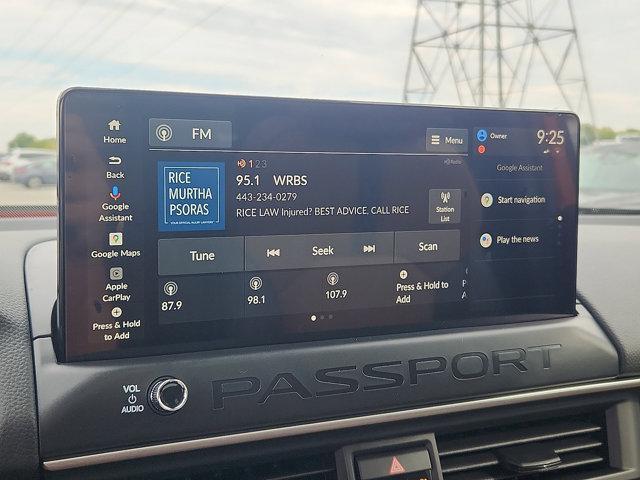 Home
Back
Google
Assistant
Google Maps
Apple
CarPlay
Press & Hold
to Add
FM
Menu
RICE
MURTHA
PSORAS
123
95.1 WRBS
443-234-0279
RICE LAW Injured? BEST ADVICE, CALL RICE
HD Radio
Station
List
Tune
Seek
Scan
87.9
98.1
107.9
Press & Hold to
Add
Owner
9:25
Google Assistant
Start navigation
Play the news
VOL
AUDIO
PASSPORT